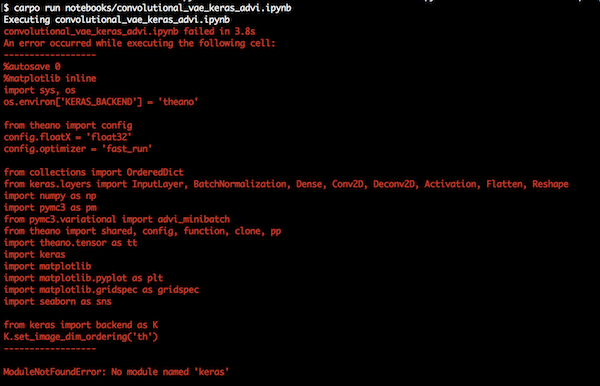 $ carpo run notebooks/convolutional_vae_keras_advi.ipynb
Executing convolutional_vae_keras_advi.ipynb
convolutional_vae_keras_advi.ipynb failed in 3.8s
An error occurred while executing the following cell:
------------------
%autosave 0
%matplotlib inline
import sys, os
os.environ['KERAS_BACKEND'] = 'theano'

from theano import config
config.floatX = 'float32'
config.optimizer = 'fast_run'

from collections import OrderedDict
from keras.layers import InputLayer, BatchNormalization, Dense, Conv2D, Deconv2D, Activation, Flatten, Reshape
import numpy as np
import pymc3 as pm
from pymc3.variational import advi_minibatch
from theano import shared, config, function, clone, pp
import theano.tensor as tt
import keras
import matplotlib
import matplotlib.pyplot as plt
import matplotlib.gridspec as gridspec
import seaborn as sns

from keras import backend as K
K.set_image_dim_ordering('th')
------------------

ModuleNotFoundError: No module named 'keras'